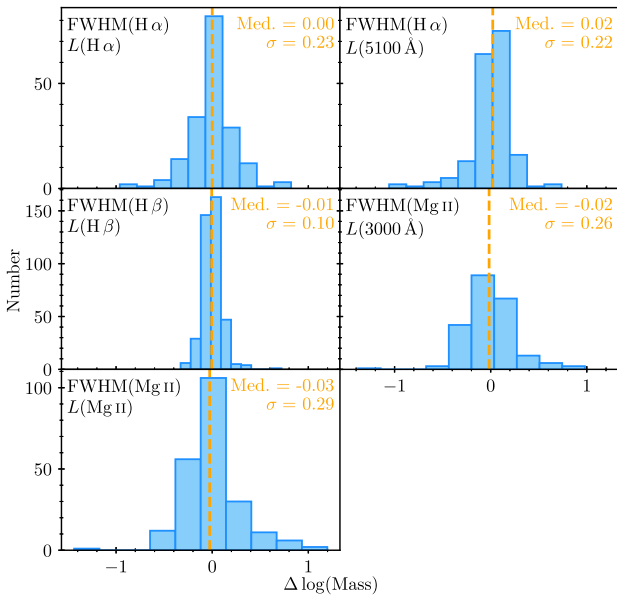 FWHM(H α)
L(H α)
Med. = 0.00
σ = 0.23
FWHM(H α)
L(5100 Å)
Med. = 0.02
σ = 0.22
50
0
FWHM(H β)
L(H β)
Med. = -0.01
σ = 0.10
FWHM(Mg II)
L(3000 Å)
Med. = -0.02
σ = 0.26
150
100
50
0
Number
−1
0
1
FWHM(Mg II)
L(Mg II)
Med. = -0.03
σ = 0.29
100
50
0
−1
0
1
Δ log(Mass)